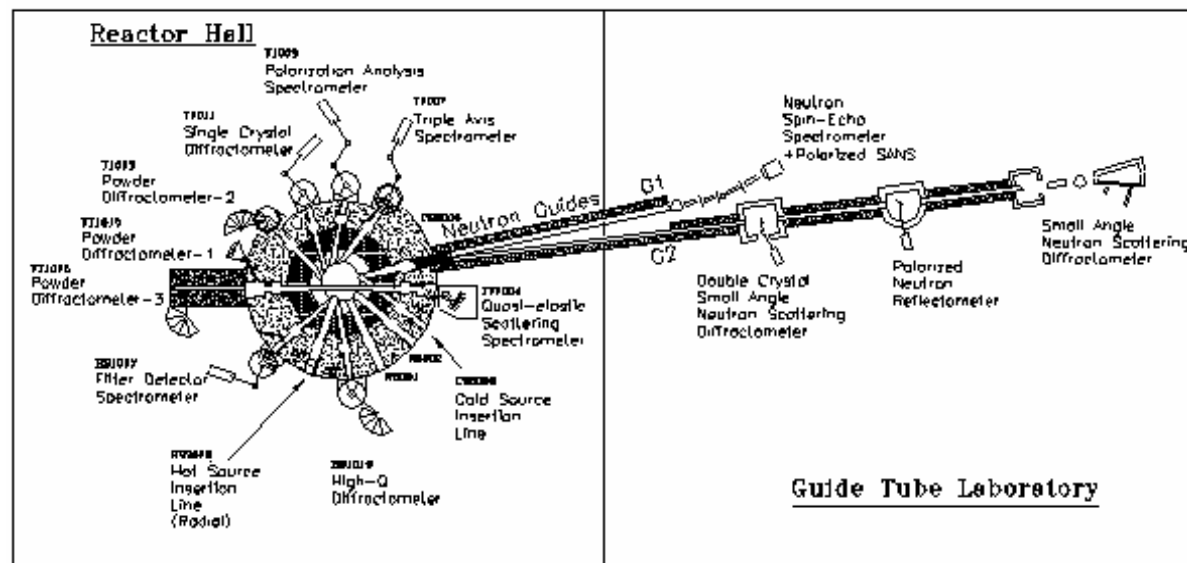 Reactor Hall
Polarization Analysis
Spectrometer
Single Crystal
Diffractometer
Triple Axis
Spectrometer
Powder
Diffractometer-2
Powder
Diffractometer-1
Powder
Diffractometer-3
Filter Detector
Spectrometer
Hot Source
Insertion
Line
(Radial)
High-Q
Diffractometer
Cold Source
Insertion
Line
Quasi-elastic
Scattering
Spectrometer
Neutron Guides
G1
G2
Neutron
Spin-Echo
Spectrometer
+Polarized SANS
Double Crystal
Small Angle
Neutron Scattering
Diffractometer
Polarized
Neutron
Reflectometer
Small Angle
Neutron Scattering
Diffractometer
Guide Tube Laboratory